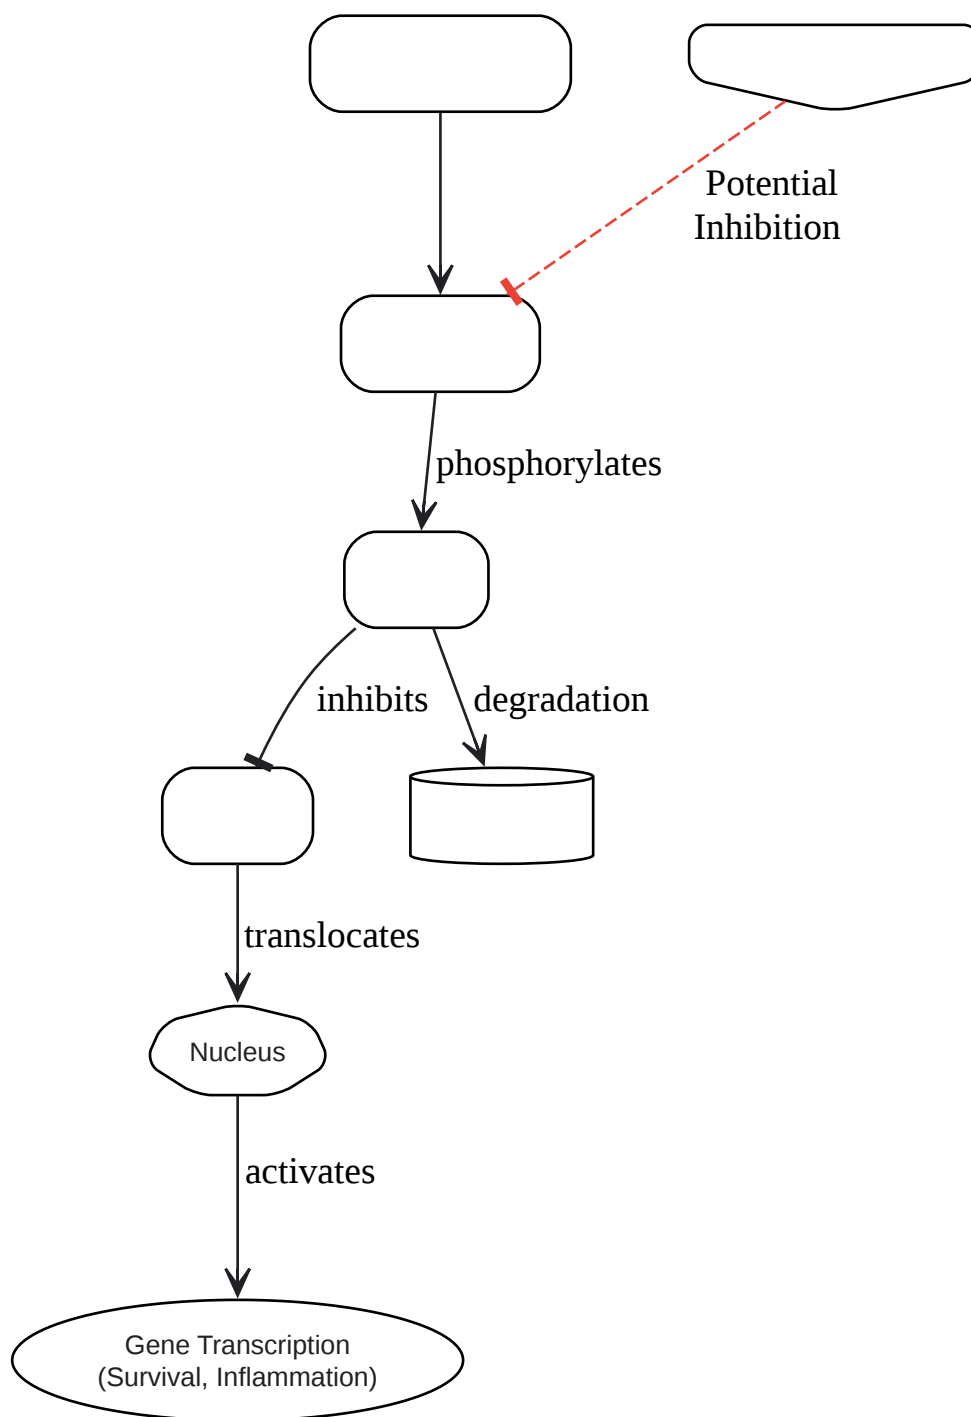 Potential
Inhibition
phosphorylates
inhibits
degradation
translocates
Nucleus
activates
Gene Transcription
(Survival, Inflammation)